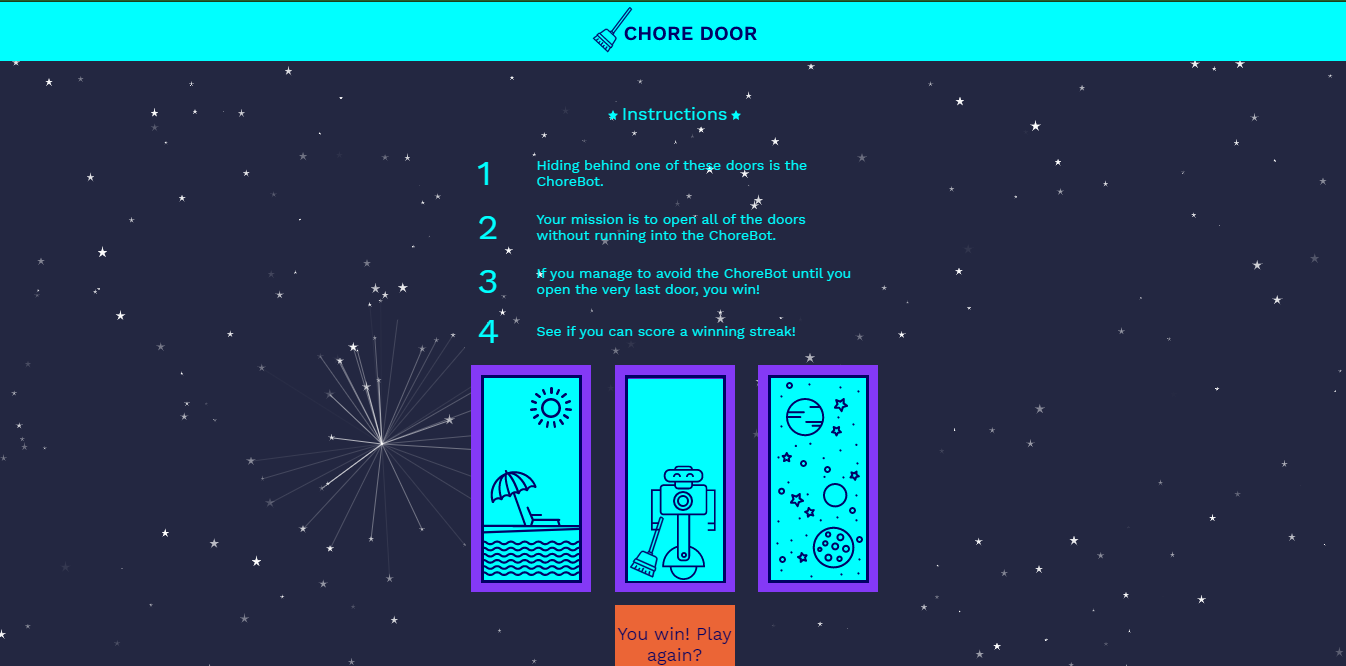 CHORE DOOR
Instructions
1
Hiding behind one of these doors is the
ChoreBot.
2
Your mission is to open all of the doors
without running into the ChoreBot.
3
If you manage to avoid the ChoreBot until you
open the very last door, you win!
4
See if you can score a winning streak!
You win! Play
again?